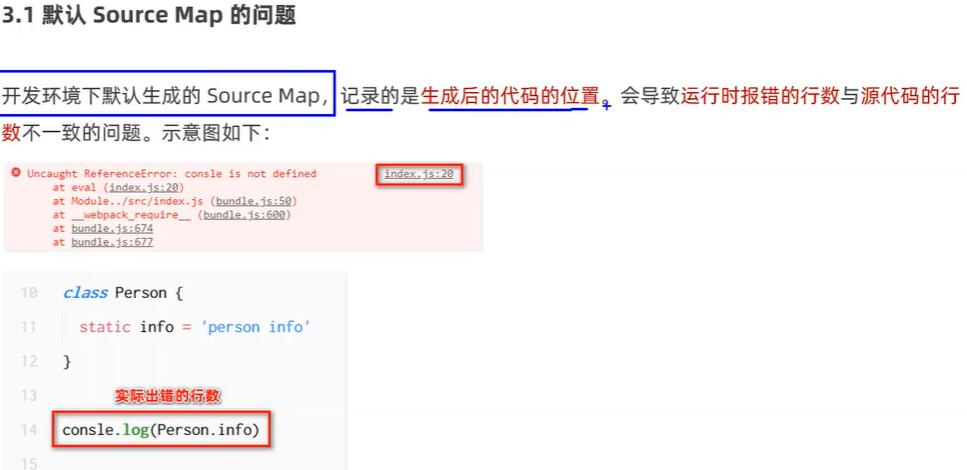 3.1 默认 Source Map 的问题
开发环境下默认生成的 Source Map，记录的是生成后的代码的位置。会导致运行时报错的行数与源代码的行
数不一致的问题。示意图如下：
Uncaught ReferenceError: consle is not defined index.js:20
at eval (index.js:20)
at Module../src/index.js (bundle.js:50)
at __webpack_require__ (bundle.js:600)
at bundle.js:674
at bundle.js:677
10 class Person {
11 static info = 'person info'
12 }
13 实际出错的行数
14 consle.log(Person.info)
15